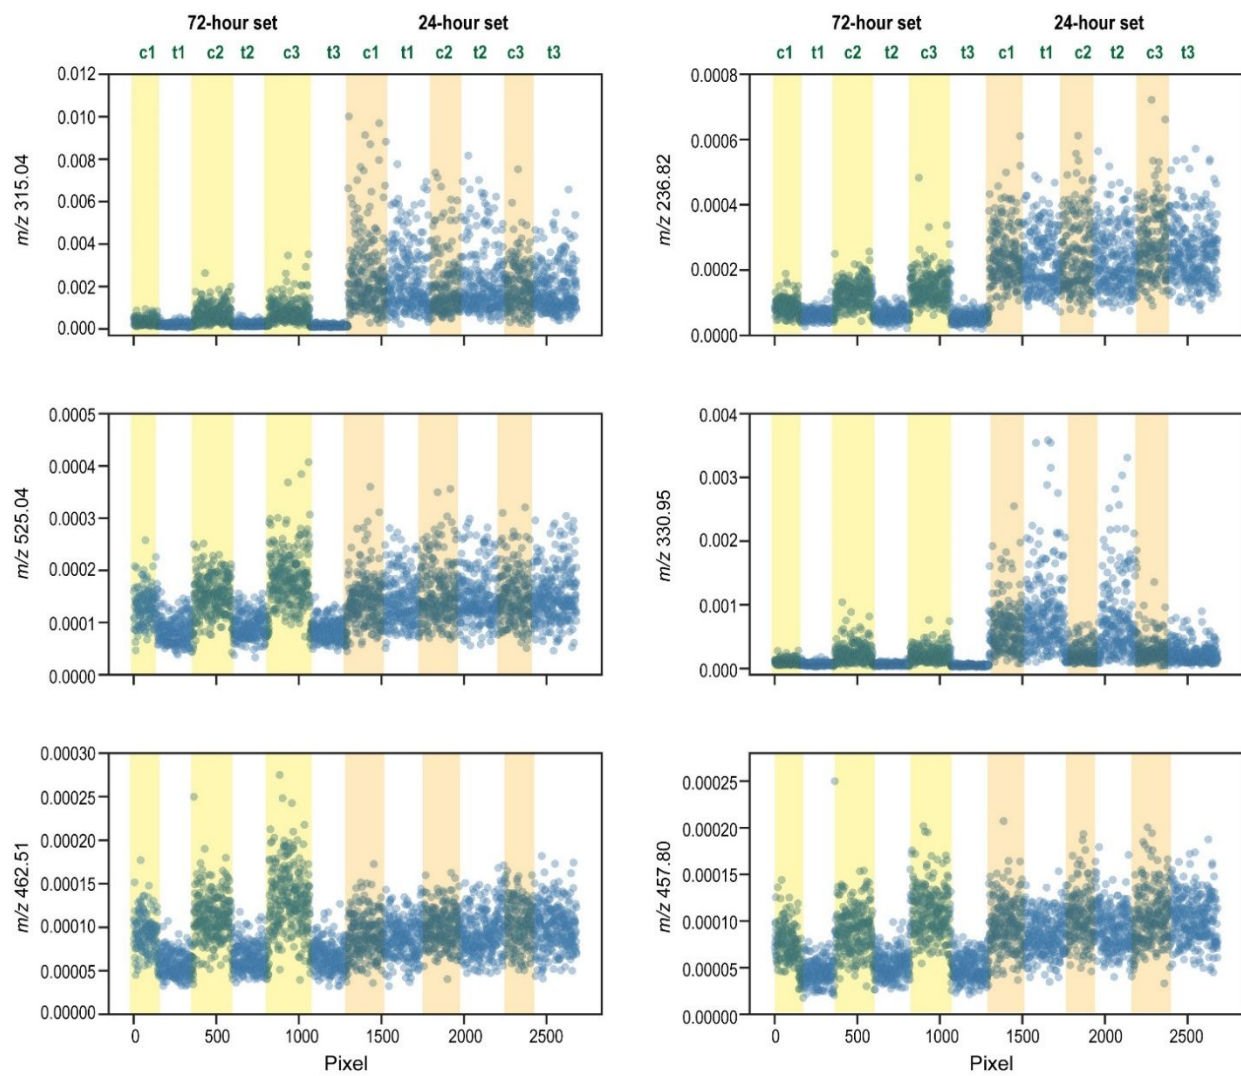 72-hour set 24-hour set
c1 t1 c2 t2 c3 t3 c1 t1 c2 t2 c3 t3
m/z 315.04
0.012
0.010
0.008
0.006
0.004
0.002
0.000
72-hour set 24-hour set
c1 t1 c2 t2 c3 t3 c1 t1 c2 t2 c3 t3
m/z 236.82
0.0008
0.0006
0.0004
0.0002
0.0000
m/z 525.04
0.0005
0.0004
0.0003
0.0002
0.0001
0.0000
m/z 330.95
0.004
0.003
0.002
0.001
0.000
m/z 462.51
0.00030
0.00025
0.00020
0.00015
0.00010
0.00005
0.00000
0 500 1000 1500 2000 2500
Pixel
m/z 457.80
0.00025
0.00020
0.00015
0.00010
0.00005
0.00000
0 500 1000 1500 2000 2500
Pixel